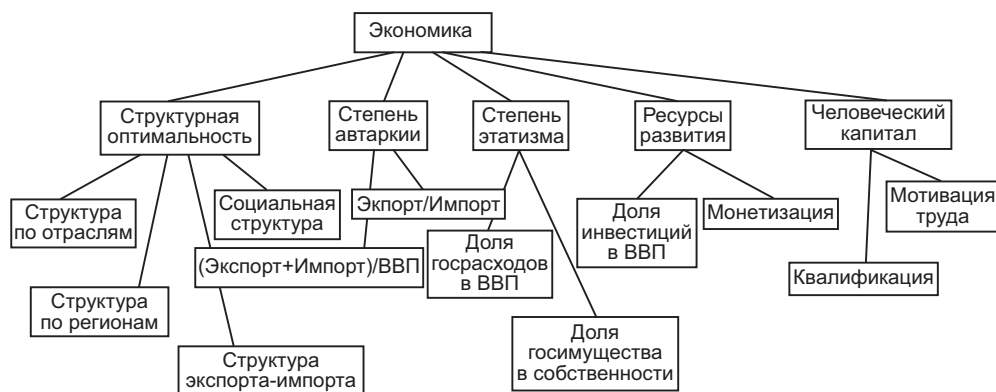 Экономика
Структурная
оптимальность
Степень
автаркии
Степень
этатизма
Ресурсы
развития
Человеческий
капитал
Структура
по отраслям
Социальная
структура
Экпорт/Импорт
Доля
инвестиций
в ВВП
Монетизация
Мотивация
труда
(Экспорт+Импорт)/ВВП
Доля
госрасходов
в ВВП
Квалификация
Структура
по регионам
Структура
экспорта-импорта
Доля
госимущества
в собственности